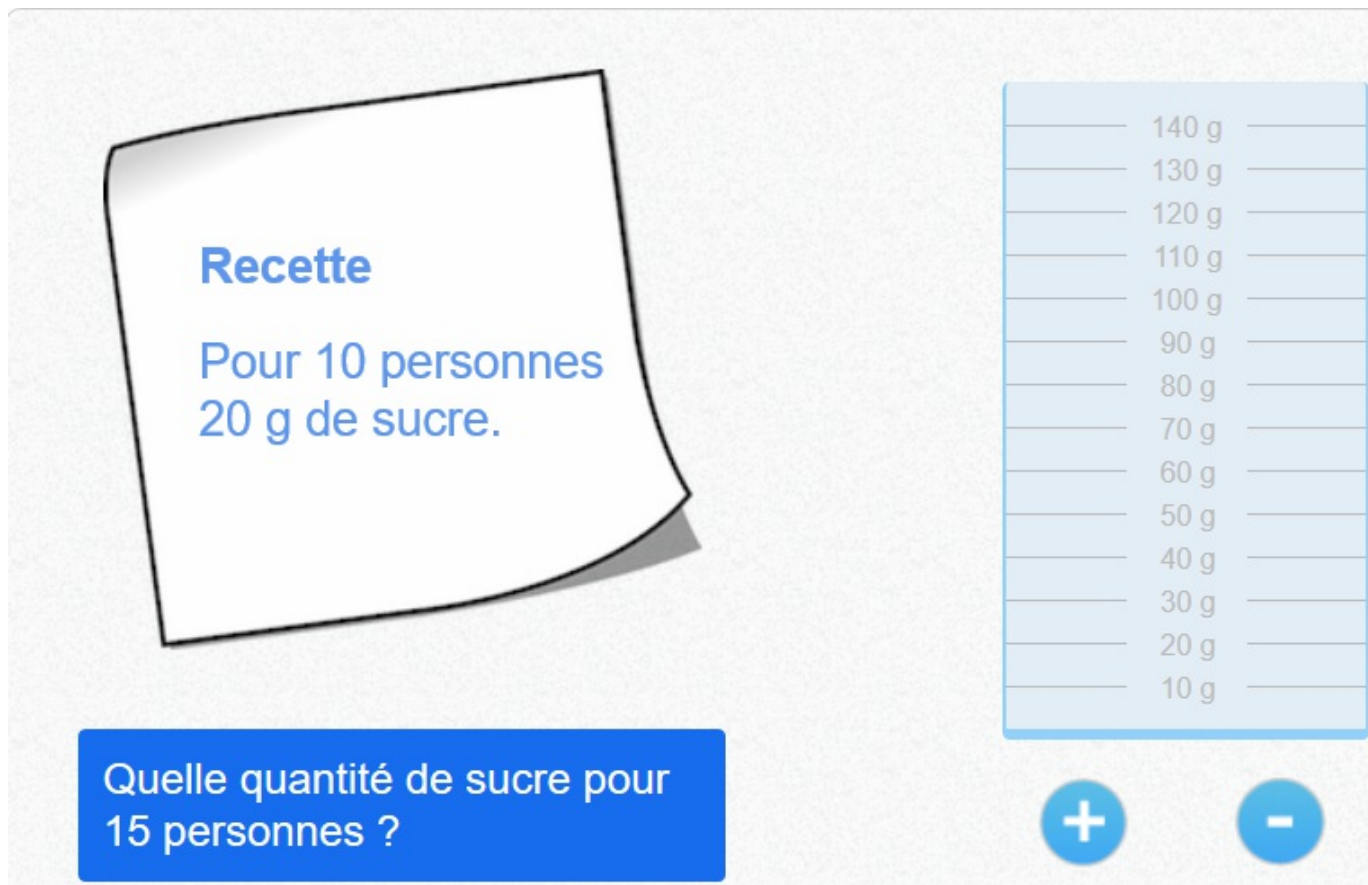 Recette
Pour 10 personnes
20 g de sucre.
140 g
130 g
120 g
110 g
100 g
90 g
80 g
70 g
60 g
50 g
40 g
30 g
20 g
10 g
Quelle quantité de sucre pour
15 personnes ?
+ -